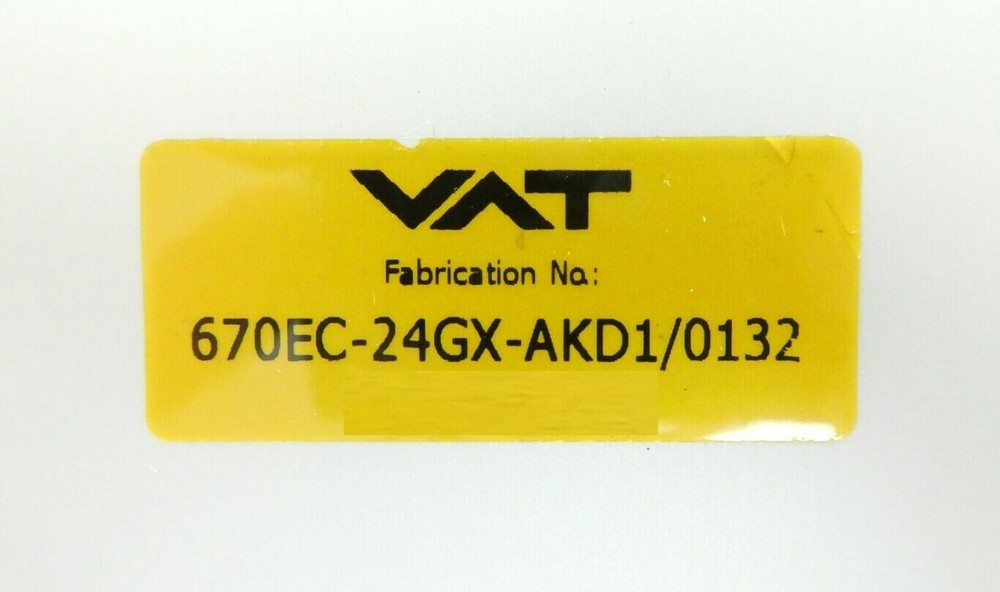 VAT
Fabrication No.:
670EC-24GX-AKD1/0132